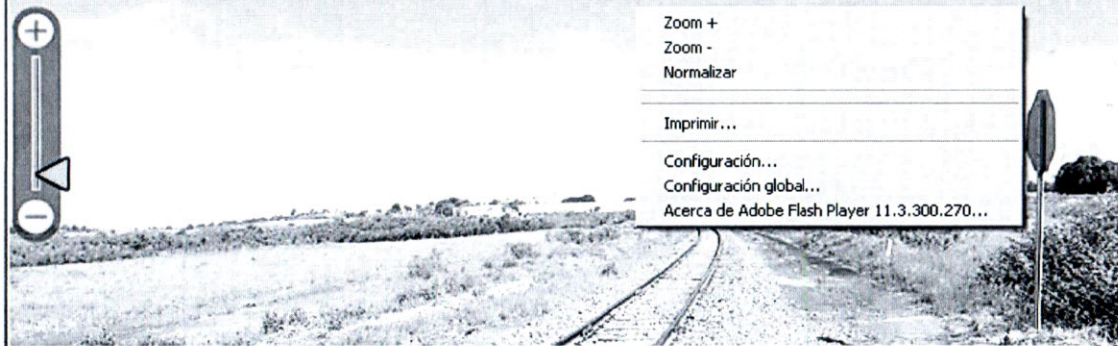 Zoom +
Zoom -
Normalizar
Imprimir...
Configuración...
Configuración global...
Acerca de Adobe Flash Player 11.3.300.270...